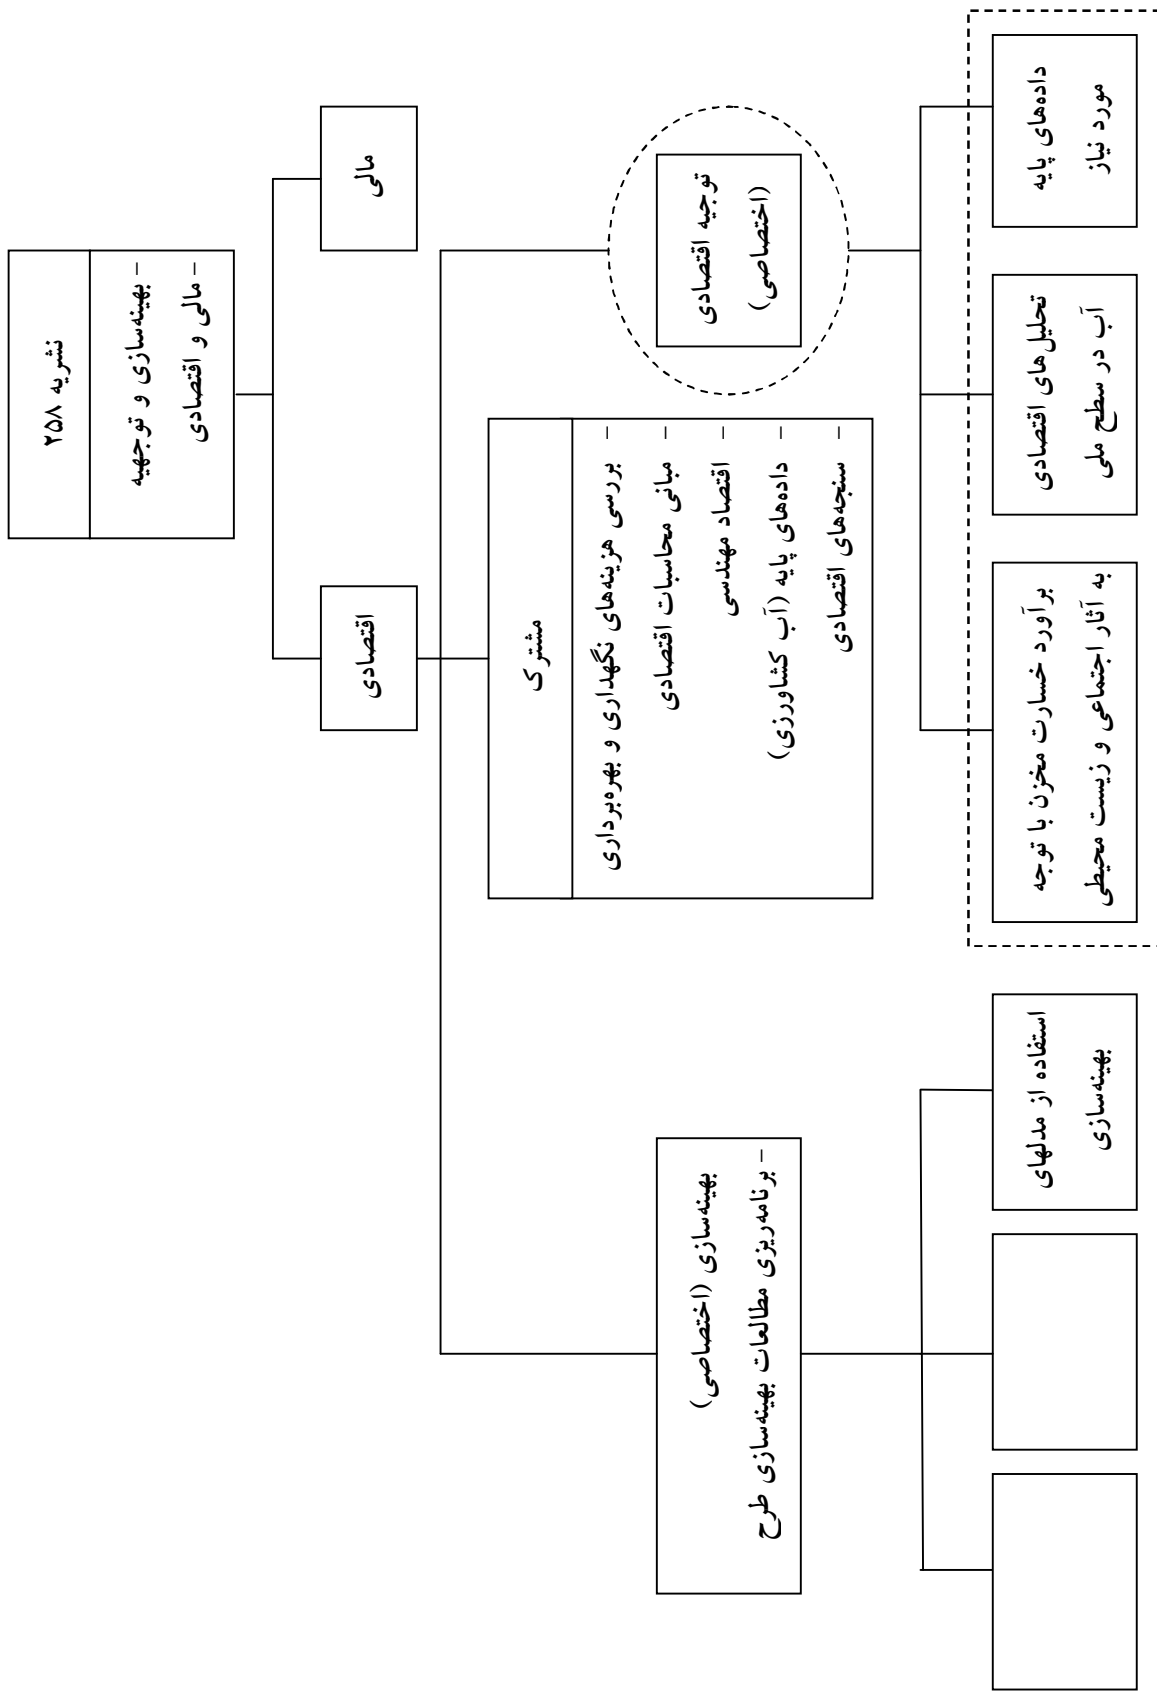 نشریه ۲۵۸
- بهینه‌سازی و توجهیه
- مالی و اقتصادی
مالی
اقتصادی
مشترک
- بررسی هزینه‌های نگهداری و بهره‌برداری
- مبانی محاسبات اقتصادی
- اقتصاد مهندسی
- داده‌های پایه (آب کشاورزی)
- سنجه‌های اقتصادی
توجیه اقتصادی
(اختصاصی)
بهینه‌سازی (اختصاصی)
- برنامه‌ریزی مطالعات بهینه‌سازی طرح
داده‌های پایه
مورد نیاز
تحلیل‌های اقتصادی
آب در سطح ملی
برآورد خسارت مخزن با توجه
به آثار اجتماعی و زیست محیطی
استفاده از مدلهای
بهینه‌سازی